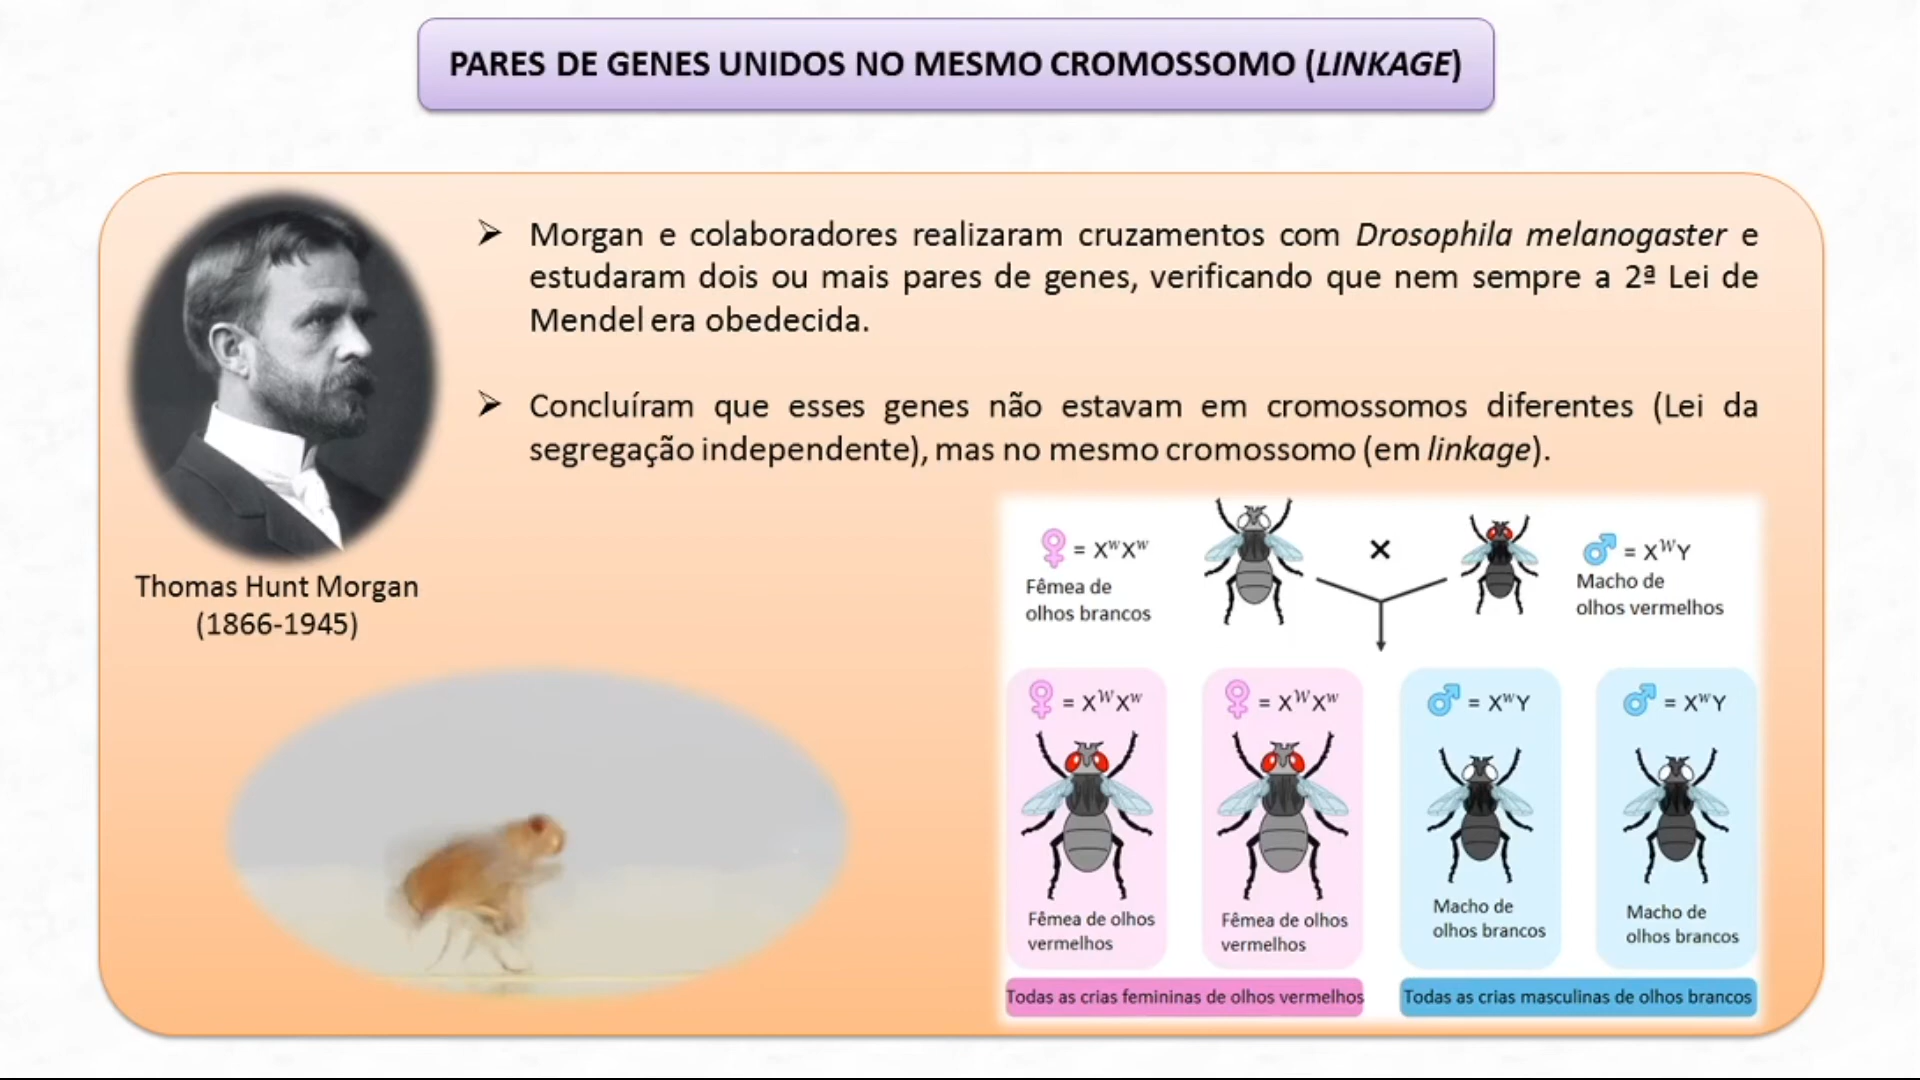 PARES DE GENES UNIDOS NO MESMO CROMOSSOMO (LINKAGE)
➢ Morgan e colaboradores realizaram cruzamentos com Drosophila melanogaster e
estudaram dois ou mais pares de genes, verificando que nem sempre a 2ª Lei de
Mendel era obedecida.
➢ Concluíram que esses genes não estavam em cromossomos diferentes (Lei da
segregação independente), mas no mesmo cromossomo (em linkage).
Thomas Hunt Morgan
(1866-1945)
♀ = XʷXʷ
Fêmea de
olhos brancos
×
♂ = XᵂY
Macho de
olhos vermelhos
♀ = XᵂXʷ
Fêmea de olhos
vermelhos
♀ = XᵂXʷ
Fêmea de olhos
vermelhos
♂ = XʷY
Macho de
olhos brancos
♂ = XʷY
Macho de
olhos brancos
Todas as crias femininas de olhos vermelhos
Todas as crias masculinas de olhos brancos